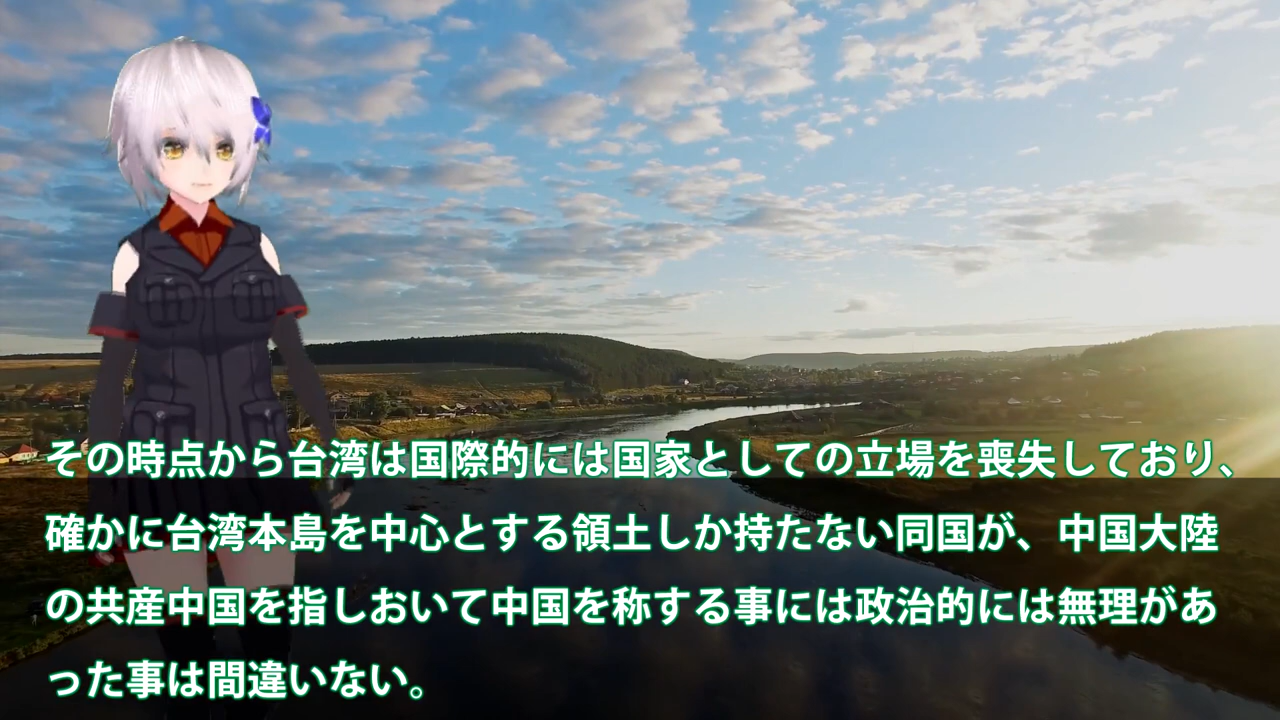 その時点から台湾は国際的には国家としての立場を喪失しており、
確かに台湾本島を中心とする領土しか持たない同国が、中国大陸
の共産中国を指しおいて中国を称する事には政治的には無理があ
った事は間違いない。